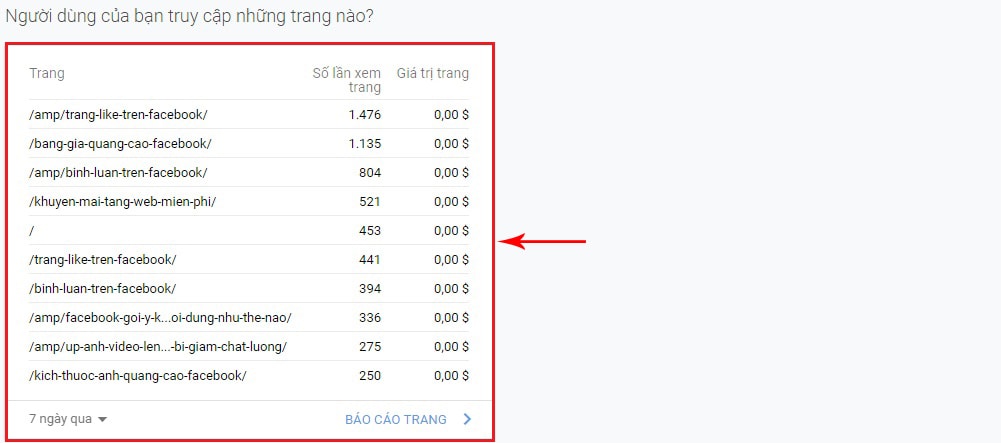 Người dùng của bạn truy cập những trang nào?
Trang Số lần xem trang Giá trị trang
/amp/trang-like-tren-facebook/ 1.476 0,00 $
/bang-gia-quang-cao-facebook/ 1.135 0,00 $
/amp/binh-luan-tren-facebook/ 804 0,00 $
/khuyen-mai-tang-web-mien-phi/ 521 0,00 $
/ 453 0,00 $
/trang-like-tren-facebook/ 441 0,00 $
/binh-luan-tren-facebook/ 394 0,00 $
/amp/facebook-goi-y-k...oi-dung-nhu-the-nao/ 336 0,00 $
/amp/up-anh-video-len...-bi-giam-chat-luong/ 275 0,00 $
/kich-thuoc-anh-quang-cao-facebook/ 250 0,00 $
7 ngày qua BÁO CÁO TRANG